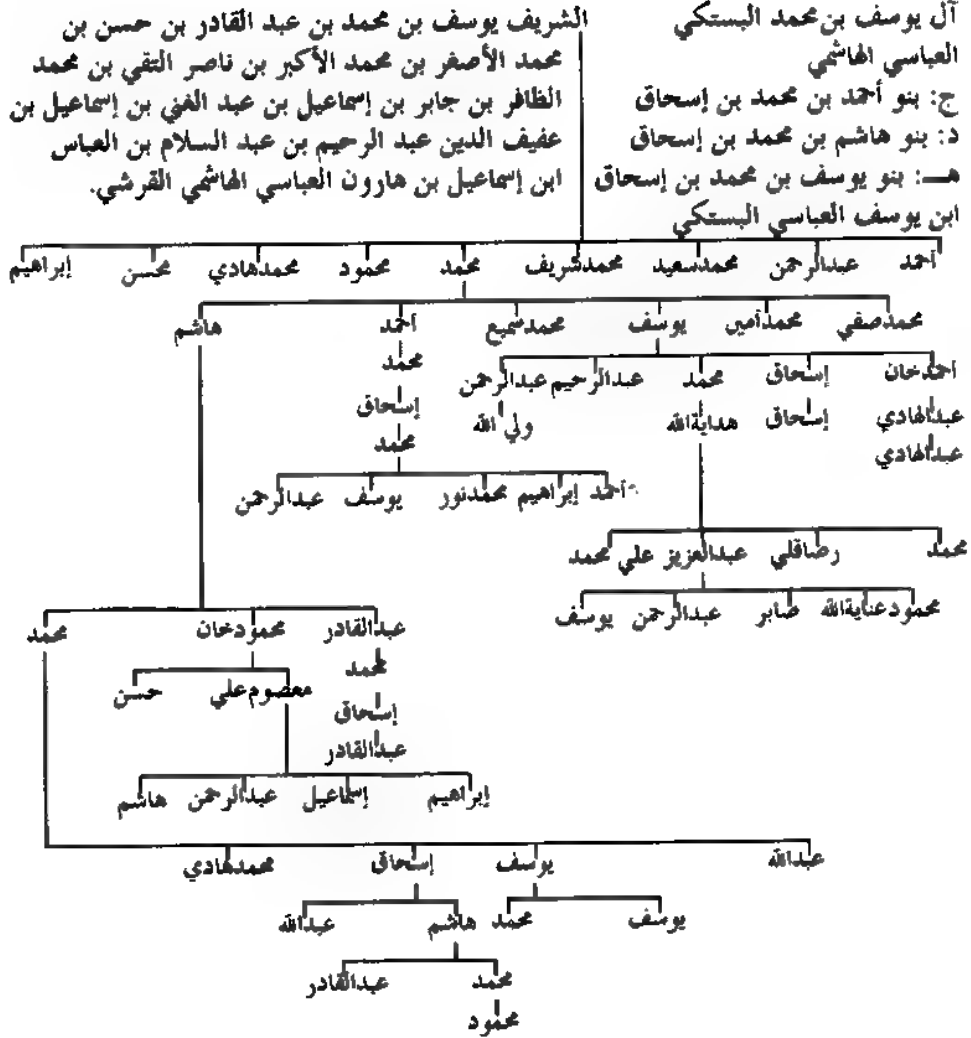 آل يوسف بن محمد البستكي
العباسي الهاشمي
ج: بنو أحمد بن محمد بن إسحاق
د: بنو هاشم بن محمد بن إسحاق
هـ: بنو يوسف بن محمد بن إسحاق
ابن يوسف العباسي البستكي
الشريف يوسف بن محمد بن عبد القادر بن حسن بن
محمد الأصغر بن محمد الأكبر بن ناصر التقي بن محمد
الظافر بن جابر بن إسماعيل بن عبد الغني بن إسماعيل بن
عفيف الدين عبد الرحيم بن عبد السلام بن العباس
ابن إسماعيل بن هارون العباسي الهاشمي القرشي.
أحمد عبدالرحمن محمدسعيد محمدشريف محمد محمود محمدهادي محسن إبراهيم
محمدصفي محمدأمين يوسف محمدسميع أحمد هاشم
أحمدخان إسحاق محمد عبدالرحيم عبدالرحمن محمد
عبدالهادي إسحاق هدايةالله ولي الله إسحاق
عبدالهادي محمد
أحمد إبراهيم محمدنور يوسف عبدالرحمن
محمد رضاقلي عبدالعزيز علي محمد
محمود عنايةالله صابر عبدالرحمن يوسف
عبدالقادر محمودخان محمد
محمد
معصوم علي حسن
إسحاق
عبدالقادر
إبراهيم إسماعيل عبدالرحمن هاشم
عبدالله يوسف إسحاق محمدهادي
يوسف محمد هاشم عبدالله
محمد عبدالقادر
محمود